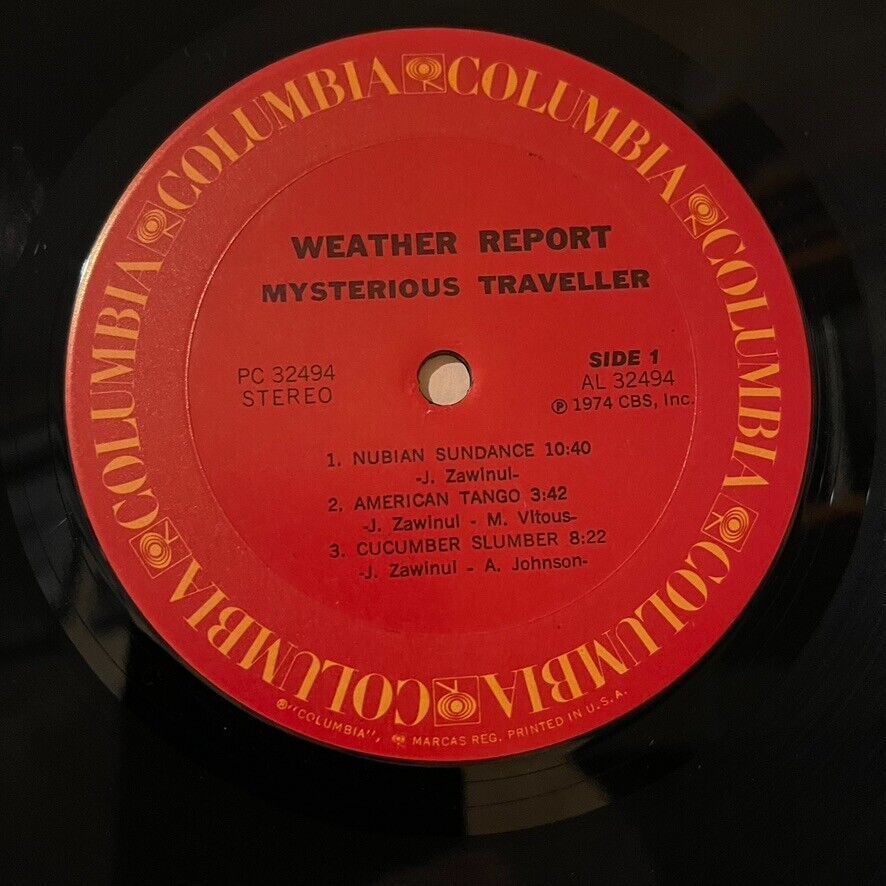 COLUMBIA COLUMBIA COLUMBIA COLUMBIA COLUMBIA COLUMBIA COLUMBIA
WEATHER REPORT
MYSTERIOUS TRAVELLER
PC 32494
STEREO
SIDE 1
AL 32494
℗ 1974 CBS, Inc.
1. NUBIAN SUNDANCE 10:40
-J. Zawinul-
2. AMERICAN TANGO 3:42
-J. Zawinul - M. Vitous-
3. CUCUMBER SLUMBER 8:22
-J. Zawinul - A. Johnson-
®"COLUMBIA", MARCAS REG. PRINTED IN U.S.A.